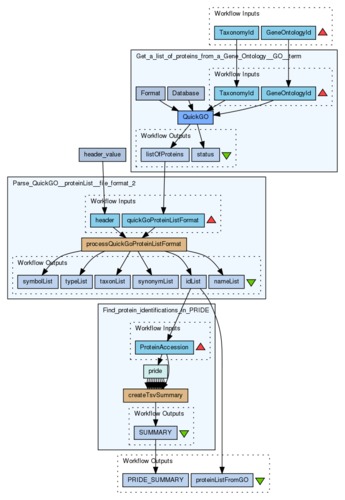 Workflow Inputs
TaxonomyId GeneOntologyId
Get_a_list_of_proteins_from_a_Gene_Ontology__GO__term
Workflow Inputs
Format Database TaxonomyId GeneOntologyId
QuickGO
Workflow Outputs
header_value listOfProteins status
Parse_QuickGO__proteinList__file_format_2
Workflow Inputs
header quickGoProteinListFormat
processQuickGoProteinListFormat
Workflow Outputs
symbolList typeList taxonList synonymList idList nameList
Find_protein_identifications_in_PRIDE
Workflow Inputs
ProteinAccession
pride
createTsvSummary
Workflow Outputs
SUMMARY
Workflow Outputs
PRIDE_SUMMARY proteinListFromGO